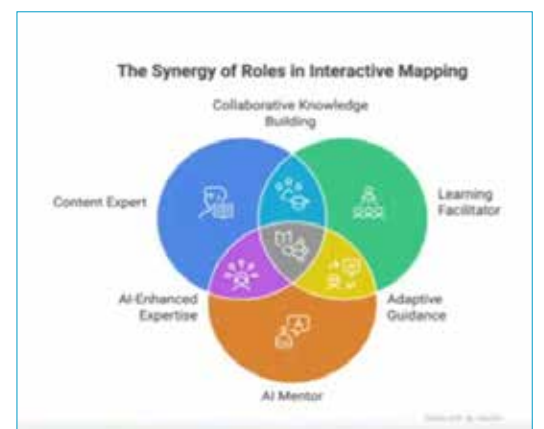 The Synergy of Roles in Interactive Mapping
Collaborative Knowledge
Building
Content Expert
Learning
Facilitator
AI-Enhanced
Expertise
Adaptive
Guidance
AI Mentor